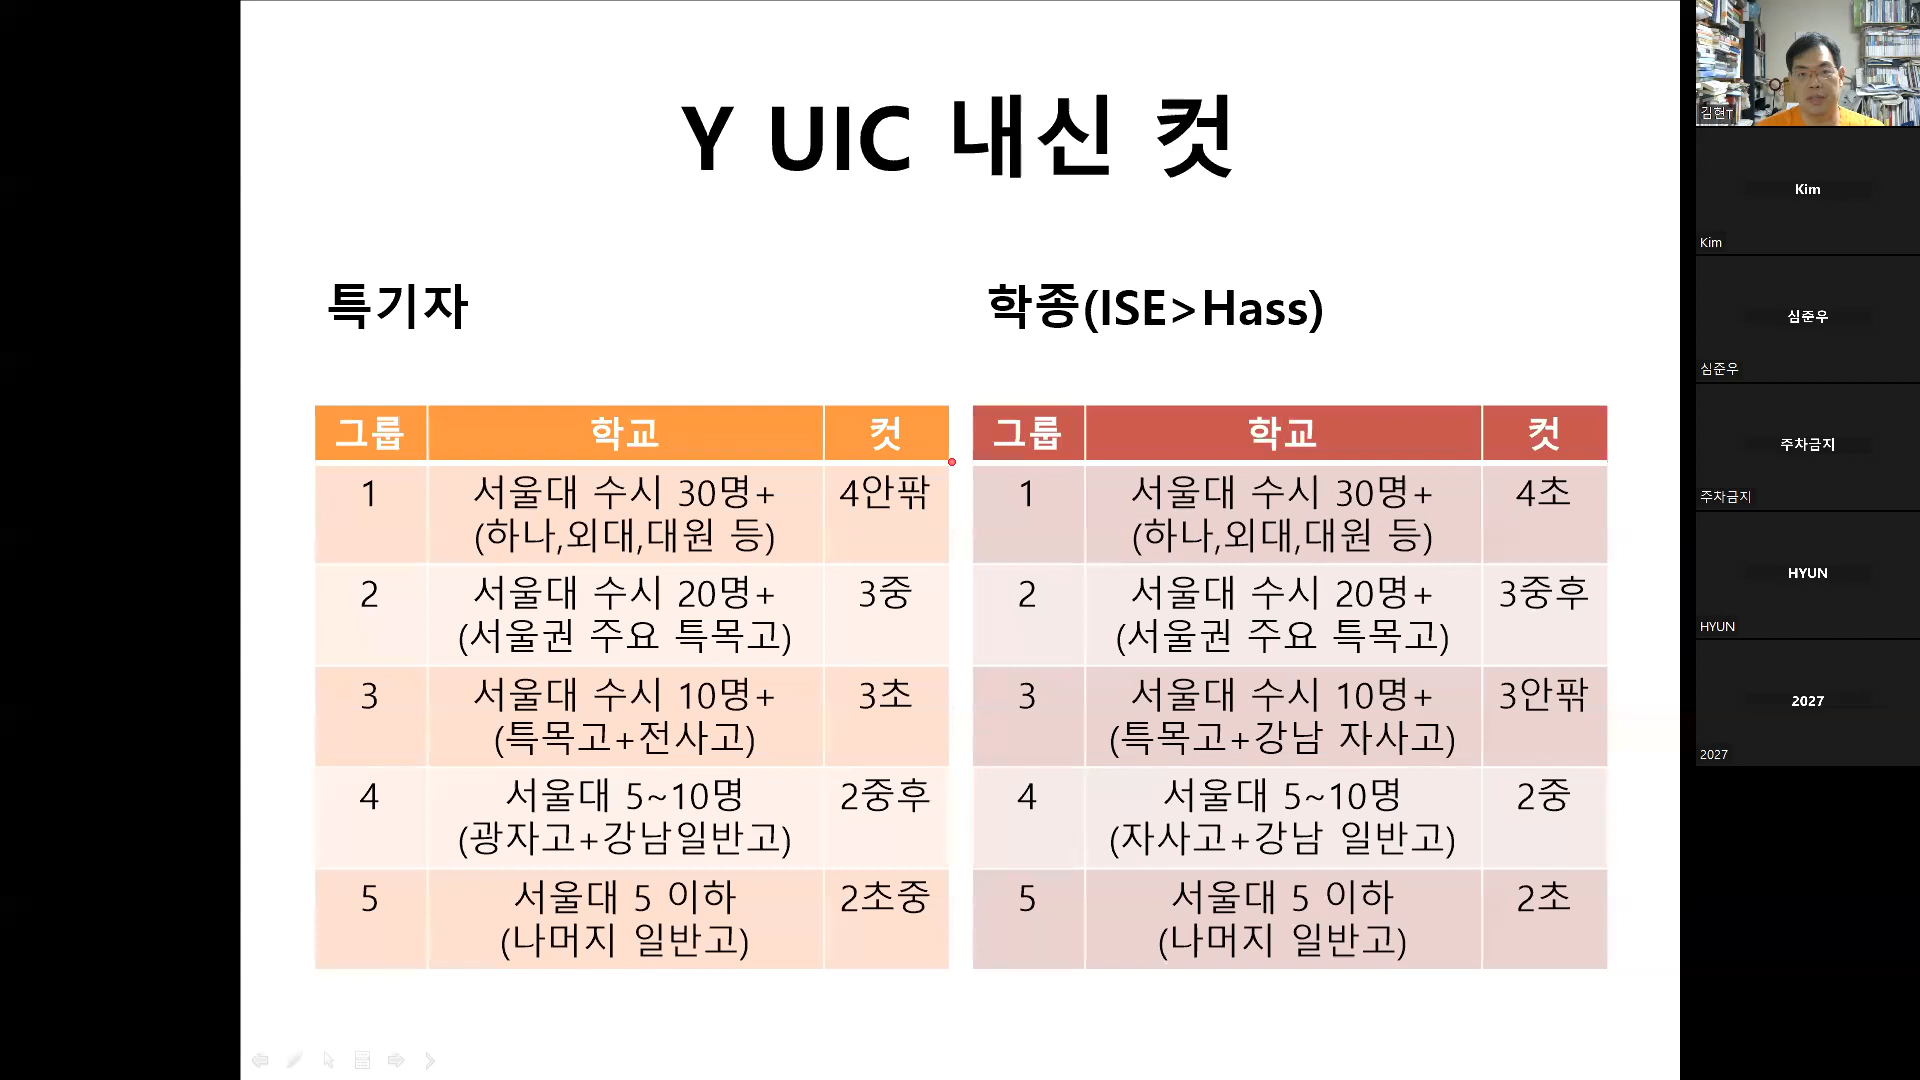 Y UIC 내신 컷
특기자
그룹 학교 컷
1 서울대 수시 30명+ 4안팎
(하나,외대,대원 등)
2 서울대 수시 20명+ 3중
(서울권 주요 특목고)
3 서울대 수시 10명+ 3초
(특목고+전사고)
4 서울대 5~10명 2중후
(광자고+강남일반고)
5 서울대 5 이하 2초중
(나머지 일반고)
학종(ISE>Hass)
그룹 학교 컷
1 서울대 수시 30명+ 4초
(하나,외대,대원 등)
2 서울대 수시 20명+ 3중후
(서울권 주요 특목고)
3 서울대 수시 10명+ 3안팎
(특목고+강남 자사고)
4 서울대 5~10명 2중
(자사고+강남 일반고)
5 서울대 5 이하 2초
(나머지 일반고)
김현T
Kim
Kim
심준우
심준우
주차금지
주차금지
HYUN
HYUN
2027
2027